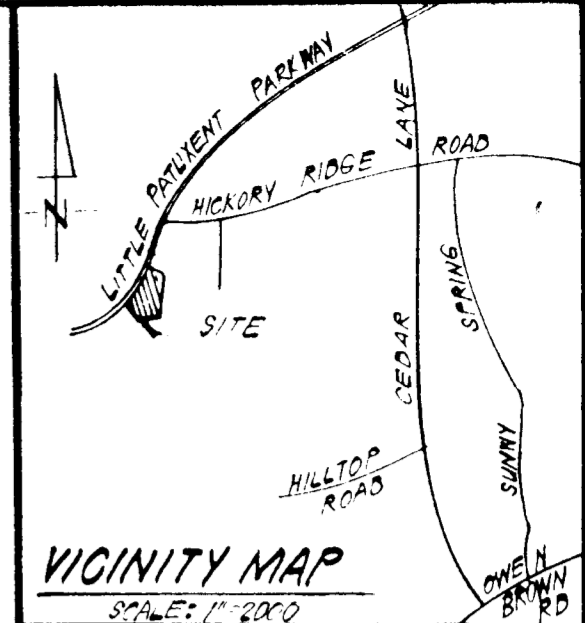 LITTLE PATUXENT PARKWAY
CEDAR LANE
HICKORY RIDGE ROAD
N
SITE
SUNNY SPRING
HILLTOP
ROAD
OWEN
BROWN
RD
VICINITY MAP
SCALE: 1"=2000